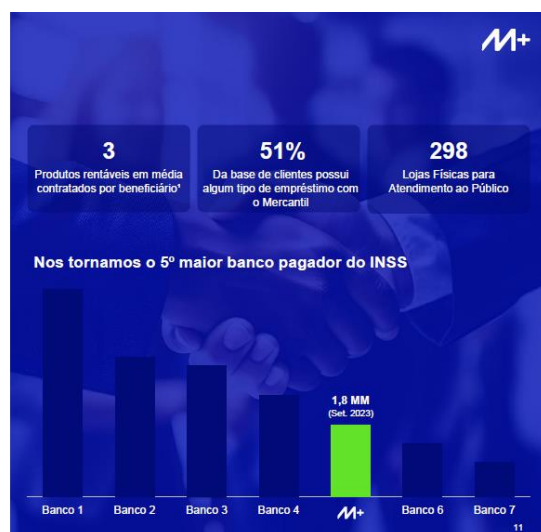 M+
3
Produtos rentáveis em média
contratados por beneficiário¹
51%
Da base de clientes possui
algum tipo de empréstimo com
o Mercantil
298
Lojas Físicas para
Atendimento ao Público
Nos tornamos o 5º maior banco pagador do INSS
1,8 MM
(Set. 2023)
Banco 1
Banco 2
Banco 3
Banco 4
M+
Banco 6
Banco 7
11